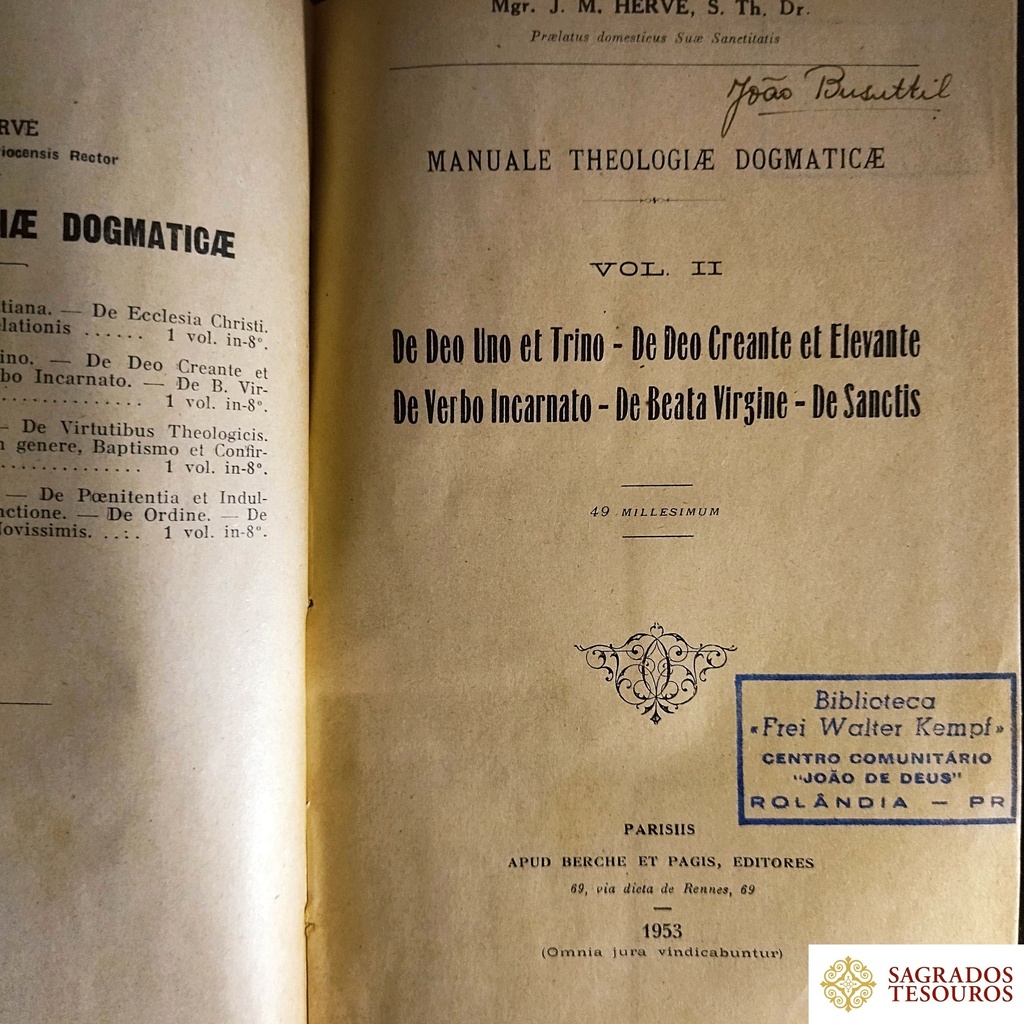 RVÉ
iocensis Rector
IÆ DOGMATICÆ
tiana. — De Ecclesia Christi.
lationis ...... 1 vol. in-8°.
ino. — De Deo Creante et
bo Incarnato. — De B. Vir-
.............. 1 vol. in-8°.
— De Virtutibus Theologicis.
n genere, Baptismo et Confir-
.............. 1 vol. in-8°.
— De Pœnitentia et Indul-
nctione. — De Ordine. — De
Novissimis. ..:. 1 vol. in-8°.
Mgr. J. M. HERVÉ, S. Th. Dr.
Prælatus domesticus Suæ Sanctitatis
João Busuttil
MANUALE THEOLOGIÆ DOGMATICÆ
VOL. II
De Deo Uno et Trino - De Deo Creante et Elevante
De Verbo Incarnato - De Beata Virgine - De Sanctis
49 MILLESIMUM
Biblioteca
«Frei Walter Kempf»
CENTRO COMUNITÁRIO
"JOÃO DE DEUS"
ROLÂNDIA — PR
PARISIIS
APUD BERCHE ET PAGIS, EDITORES
69, via dicta de Rennes, 69
1953
(Omnia jura vindicabuntur)
SAGRADOS
TESOUROS